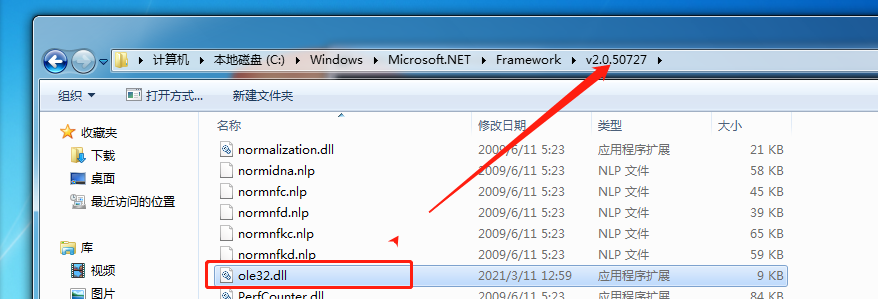 计算机 本地磁盘 (C:) Windows Microsoft.NET Framework v2.0.50727
组织 打开方式... 新建文件夹
名称 修改日期 类型 大小
收藏夹
下载
桌面
最近访问的位置
库
视频
图片
normalization.dll 2009/6/11 5:23 应用程序扩展 21 KB
normidna.nlp 2009/6/11 5:23 NLP 文件 58 KB
normnfc.nlp 2009/6/11 5:23 NLP 文件 45 KB
normnfd.nlp 2009/6/11 5:23 NLP 文件 39 KB
normnfkc.nlp 2009/6/11 5:23 NLP 文件 65 KB
normnfkd.nlp 2009/6/11 5:23 NLP 文件 59 KB
ole32.dll 2021/3/11 12:59 应用程序扩展 9 KB
PerfCounter.dll 2009/6/11 5:23 应用程序扩展 84 KB